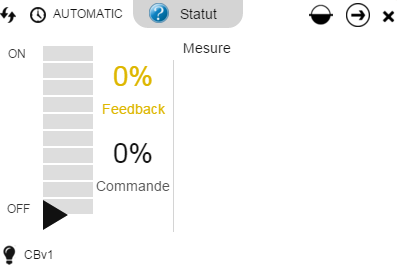 AUTOMATIC
? Statut
Mesure
ON
0%
Feedback
0%
Commande
OFF
CBv1